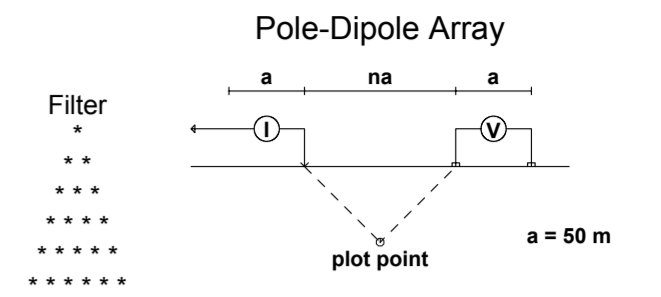 Pole-Dipole Array
a na a
Filter
*
* *
* * *
* * * *
* * * * *
* * * * * *
I V
plot point
a = 50 m